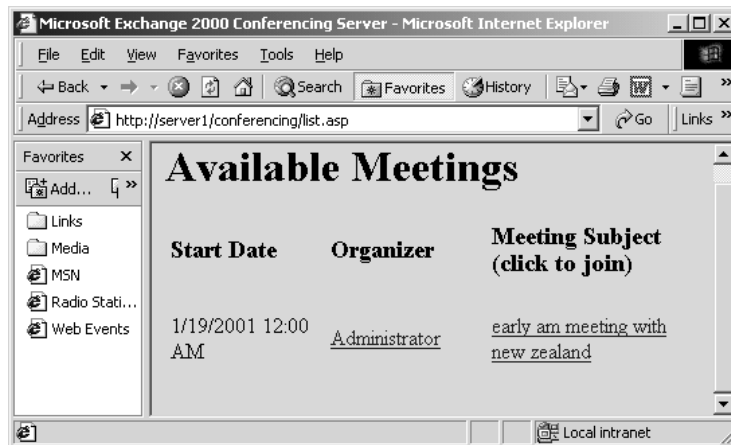 Microsoft Exchange 2000 Conferencing Server - Microsoft Internet Explorer
File Edit View Favorites Tools Help
Back Search Favorites History »
Address http://server1/conferencing/list.asp Go Links »
Favorites ×
Add... »
Links
Media
MSN
Radio Stati...
Web Events
Available Meetings
Start Date Organizer Meeting Subject
(click to join)
1/19/2001 12:00 Administrator early am meeting with
AM new zealand
Local intranet